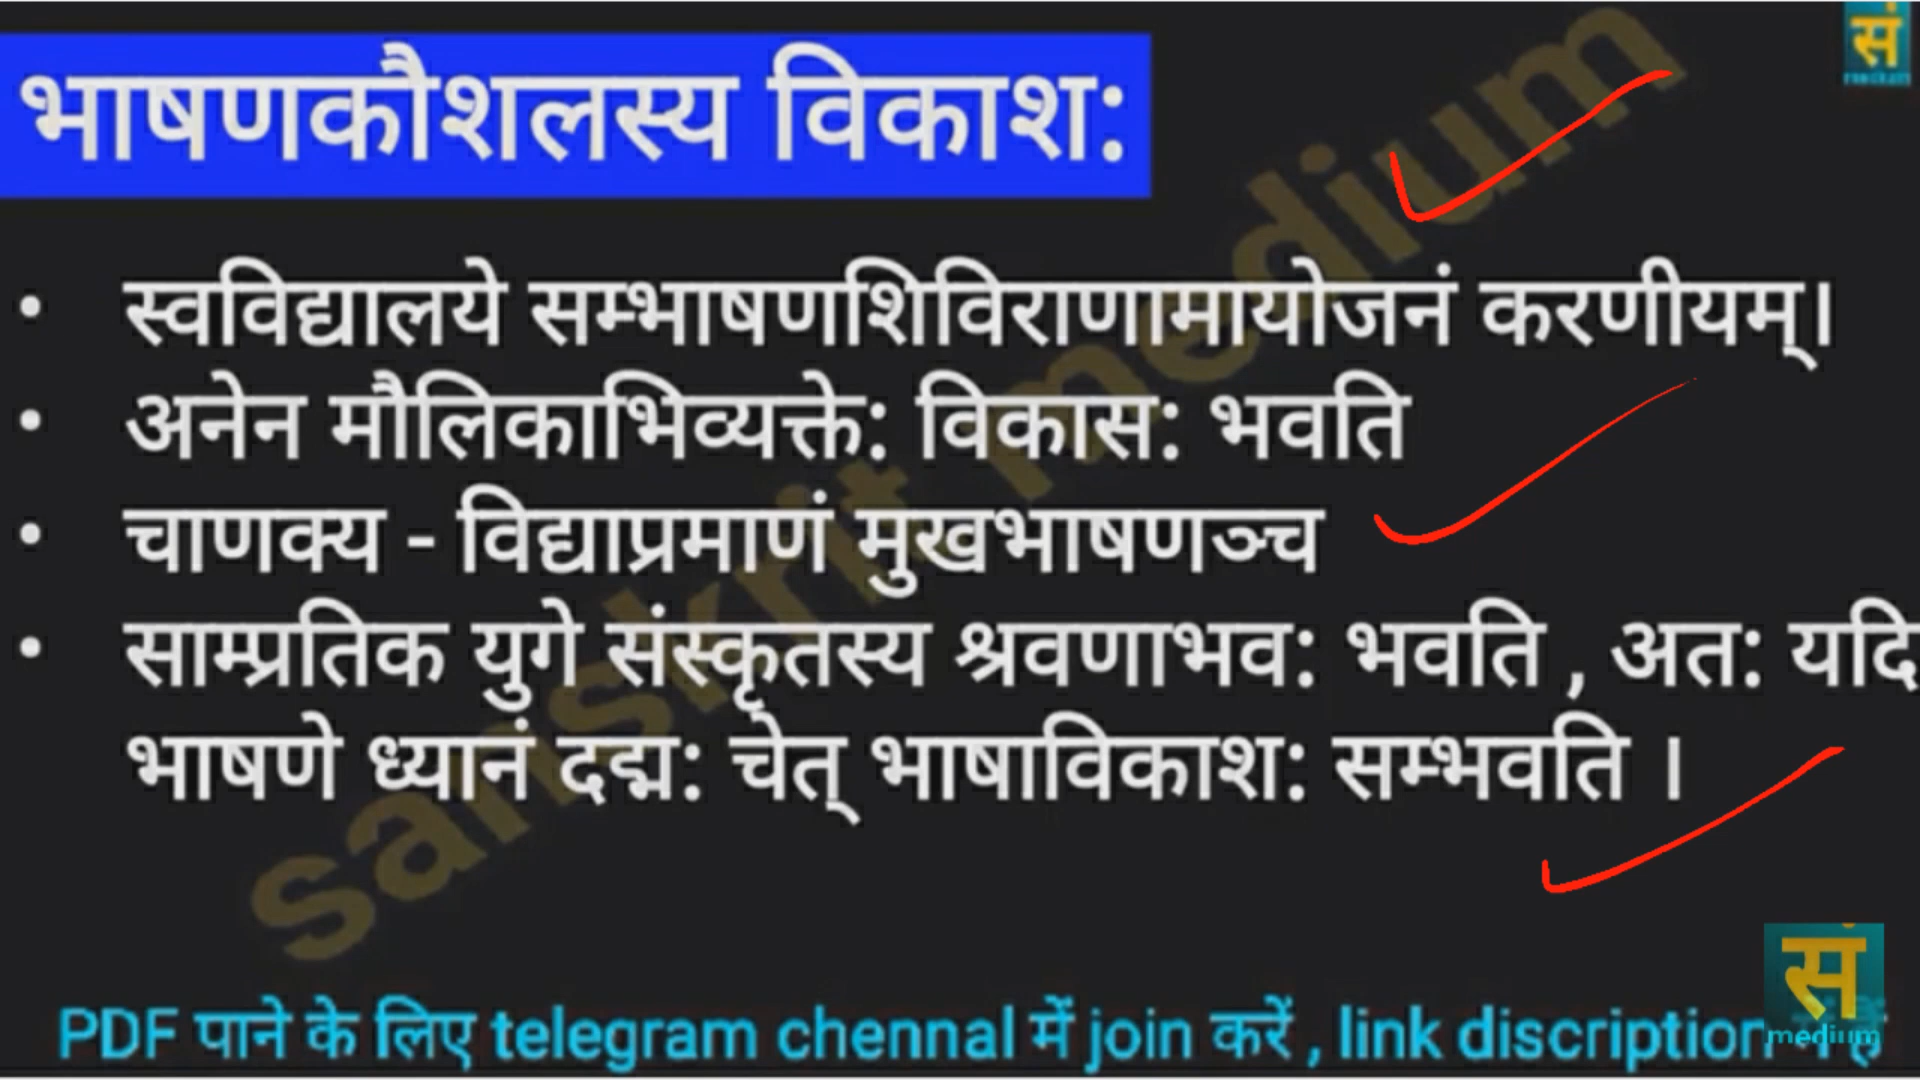 सं
medium
भाषणकौशलस्य विकाश:
• स्वविद्यालये सम्भाषणशिविराणामायोजनं करणीयम्।
• अनेन मौलिकाभिव्यक्ते: विकास: भवति
• चाणक्य - विद्याप्रमाणं मुखभाषणञ्च
• साम्प्रतिक युगे संस्कृतस्य श्रवणाभव: भवति , अत: यदि
भाषणे ध्यानं दद्म: चेत् भाषाविकाश: सम्भवति ।
sanskrit medium
सं
medium
PDF पाने के लिए telegram chennal में join करें , link discription